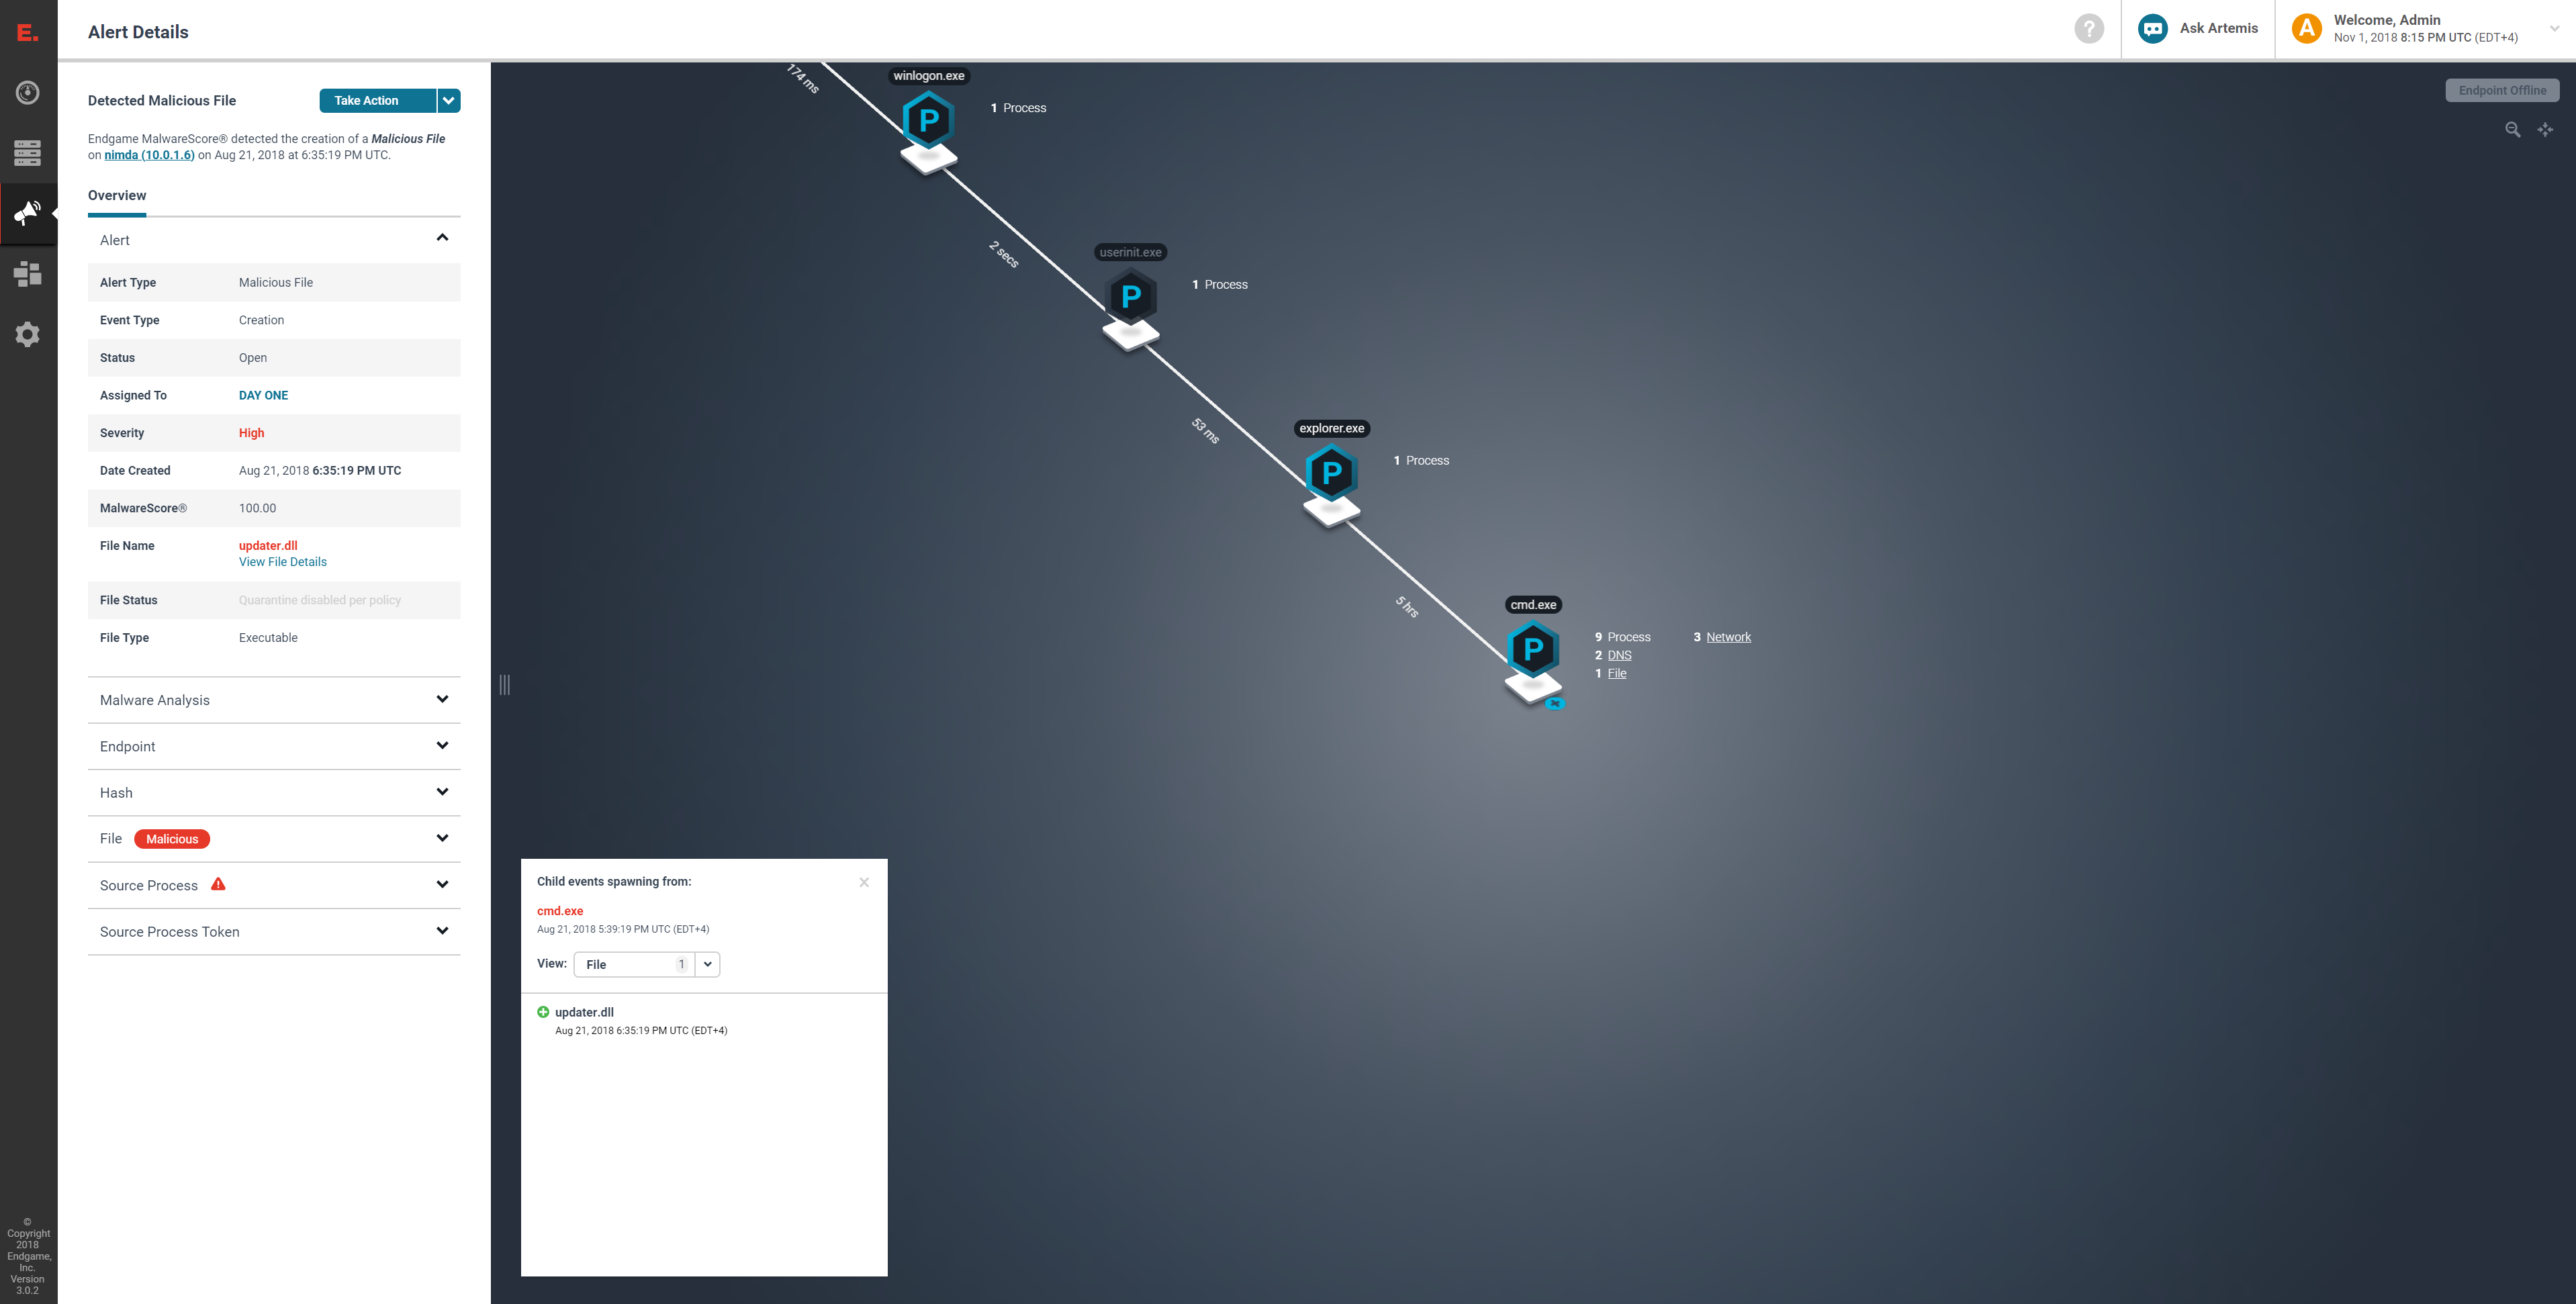 E.
Alert Details
?
Ask Artemis
A
Welcome, Admin
Nov 1, 2018 8:15 PM UTC (EDT+4)
Detected Malicious File
Take Action
Endgame MalwareScore® detected the creation of a Malicious File
on nimda (10.0.1.6) on Aug 21, 2018 at 6:35:19 PM UTC.
Overview
Alert
Alert Type Malicious File
Event Type Creation
Status Open
Assigned To DAY ONE
Severity High
Date Created Aug 21, 2018 6:35:19 PM UTC
MalwareScore® 100.00
File Name updater.dll
View File Details
File Status Quarantine disabled per policy
File Type Executable
Malware Analysis
Endpoint
Hash
File Malicious
Source Process
Source Process Token
© Copyright
2018
Endgame,
Inc.
Version
3.0.2
Endpoint Offline
174 ms
winlogon.exe
P
1 Process
2 secs
userinit.exe
P
1 Process
53 ms
explorer.exe
P
1 Process
5 hrs
cmd.exe
P
9 Process 3 Network
2 DNS
1 File
Child events spawning from:
cmd.exe
Aug 21, 2018 5:39:19 PM UTC (EDT+4)
View: File 1
updater.dll
Aug 21, 2018 6:35:19 PM UTC (EDT+4)